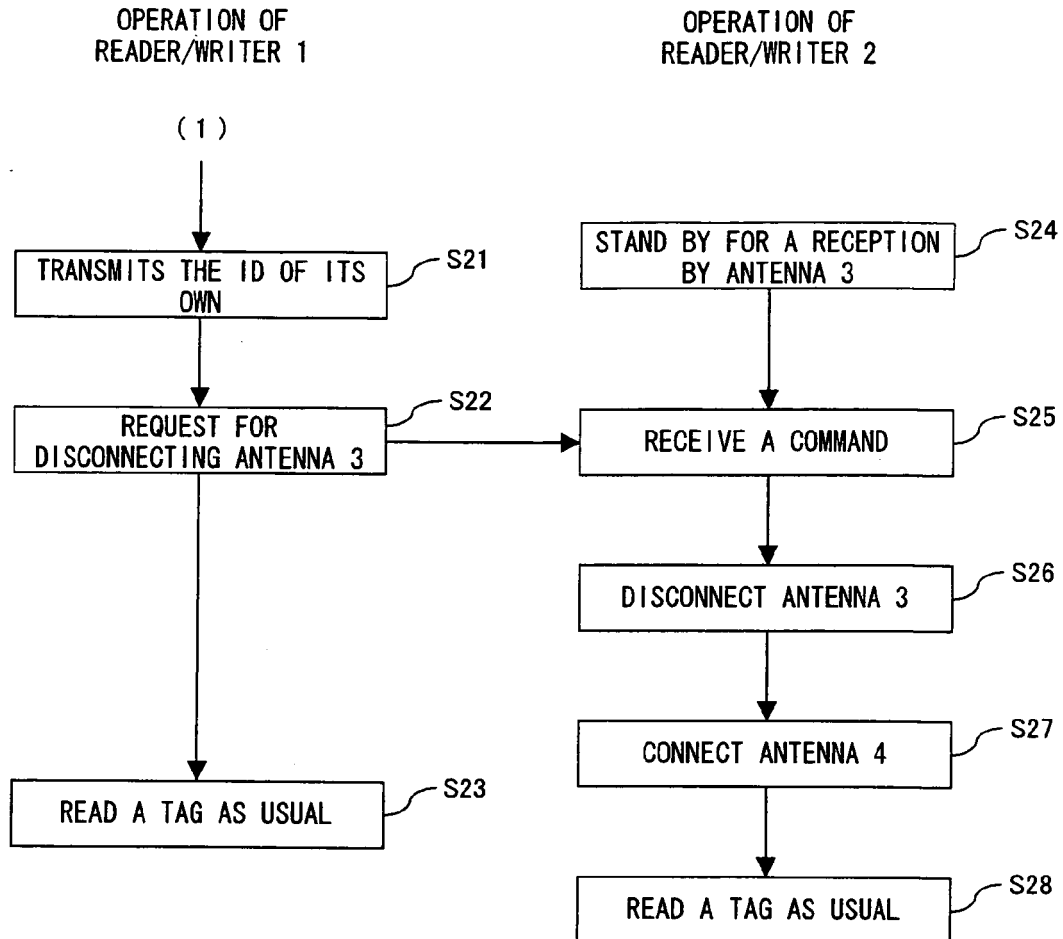 OPERATION OF
READER/WRITER 1
(1)
TRANSMITS THE ID OF ITS
OWN
S21
REQUEST FOR
DISCONNECTING ANTENNA 3
S22
READ A TAG AS USUAL
S23
OPERATION OF
READER/WRITER 2
STAND BY FOR A RECEPTION
BY ANTENNA 3
S24
RECEIVE A COMMAND
S25
DISCONNECT ANTENNA 3
S26
CONNECT ANTENNA 4
S27
READ A TAG AS USUAL
S28